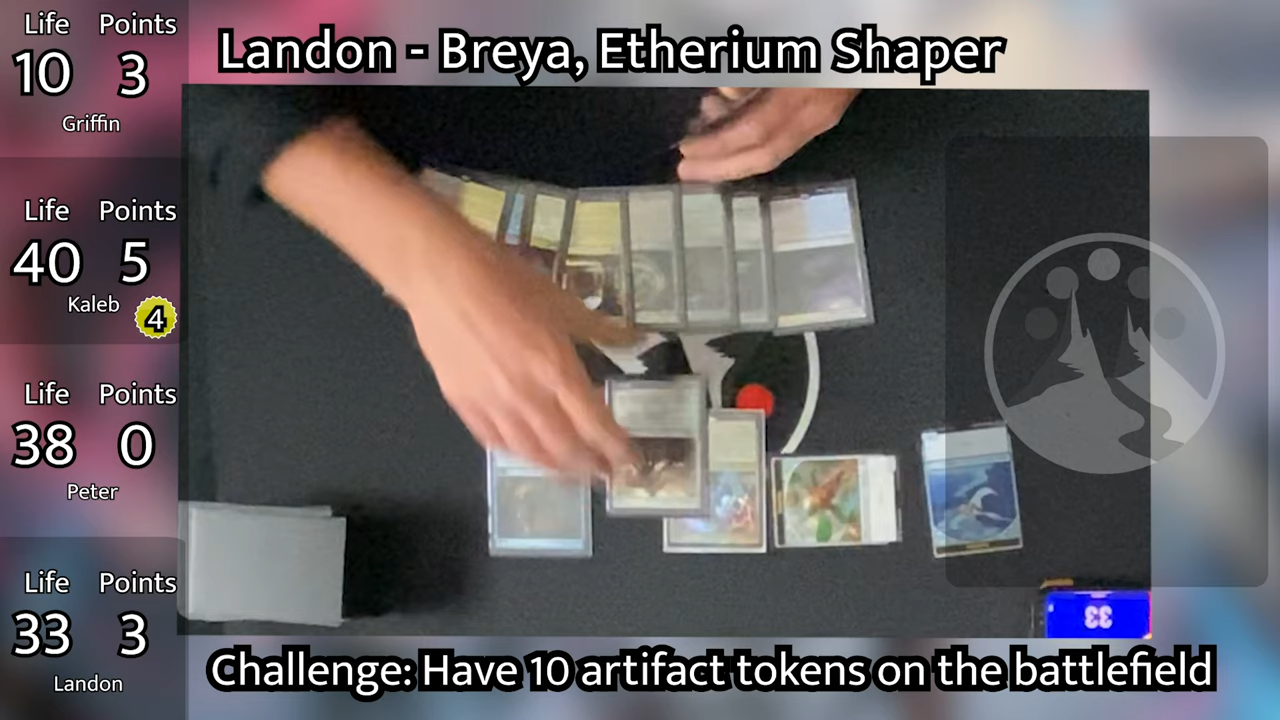 Life Points
10 3
Griffin
Landon - Breya, Etherium Shaper
Life Points
40 5
Kaleb 4
Life Points
38 0
Peter
Life Points
33 3
Landon
33
Challenge: Have 10 artifact tokens on the battlefield